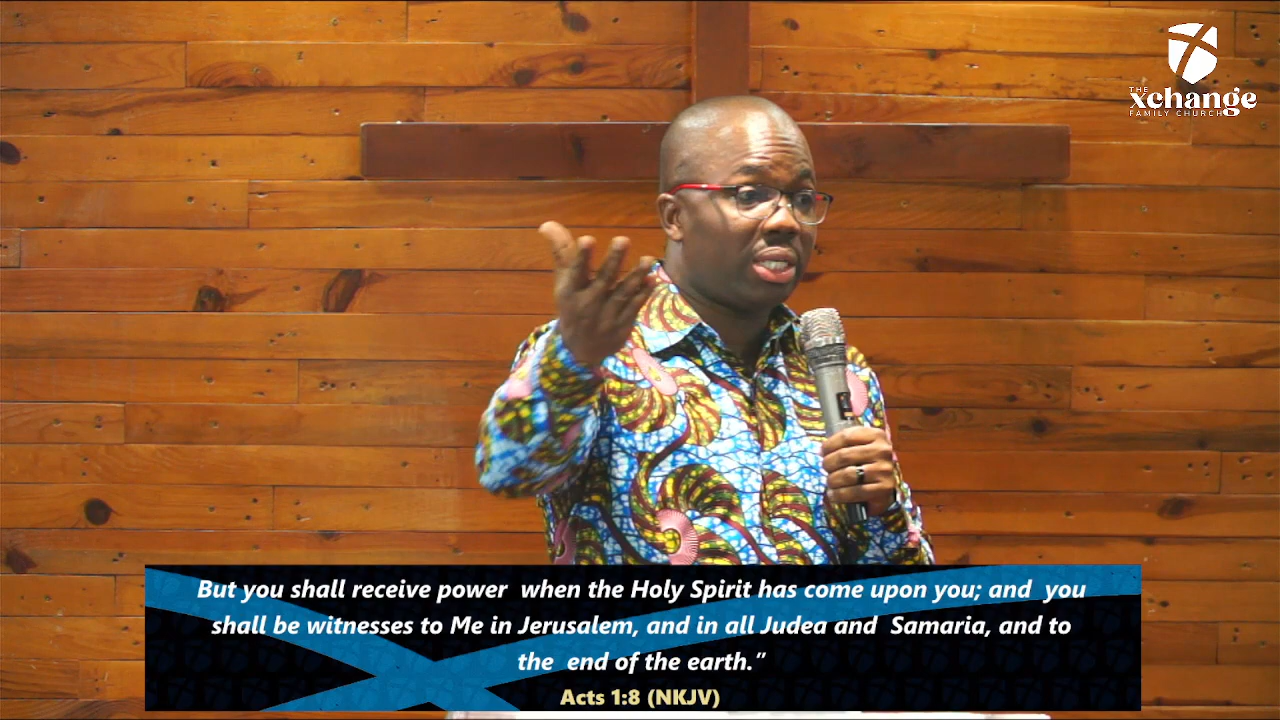 THE
xchange
FAMILY CHURCH
But you shall receive power when the Holy Spirit has come upon you; and you
shall be witnesses to Me in Jerusalem, and in all Judea and Samaria, and to
the end of the earth.”
Acts 1:8 (NKJV)